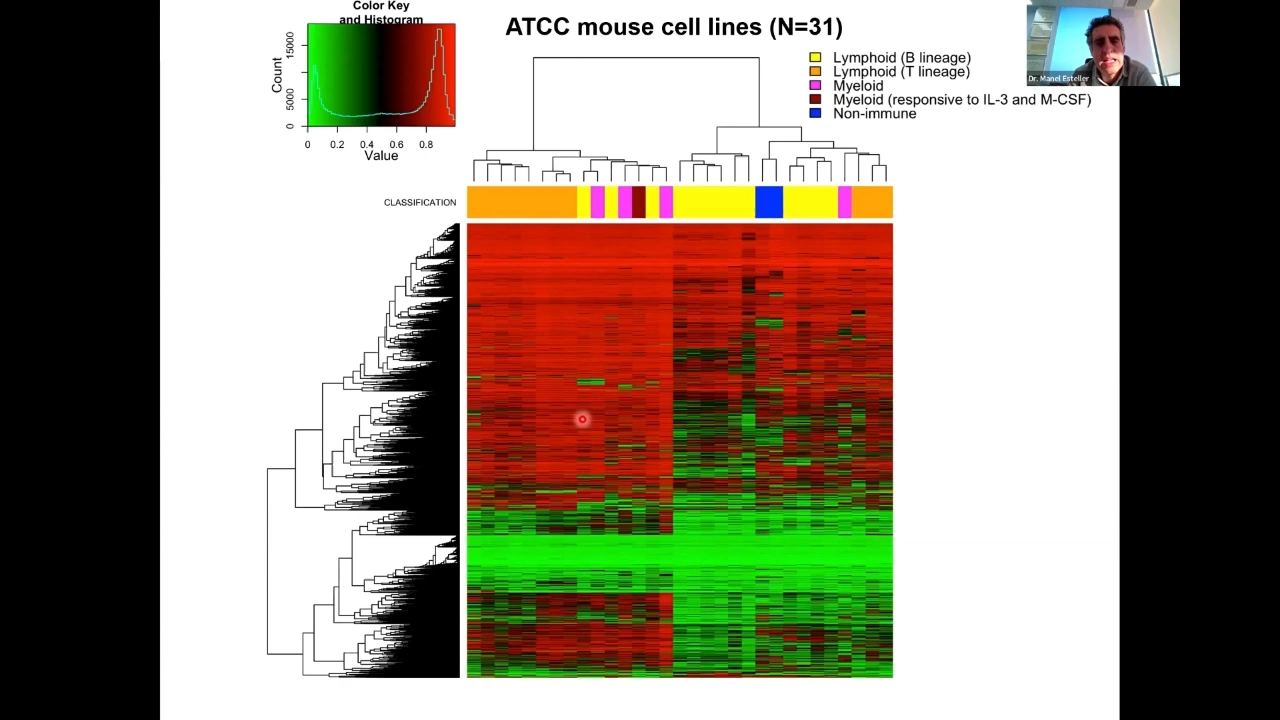 Color Key
and Histogram
Count
0
5000
15000
0 0.2 0.4 0.6 0.8
Value
ATCC mouse cell lines (N=31)
Lymphoid (B lineage)
Lymphoid (T lineage)
Myeloid
Myeloid (responsive to IL-3 and M-CSF)
Non-immune
Dr. Manel Esteller
CLASSIFICATION